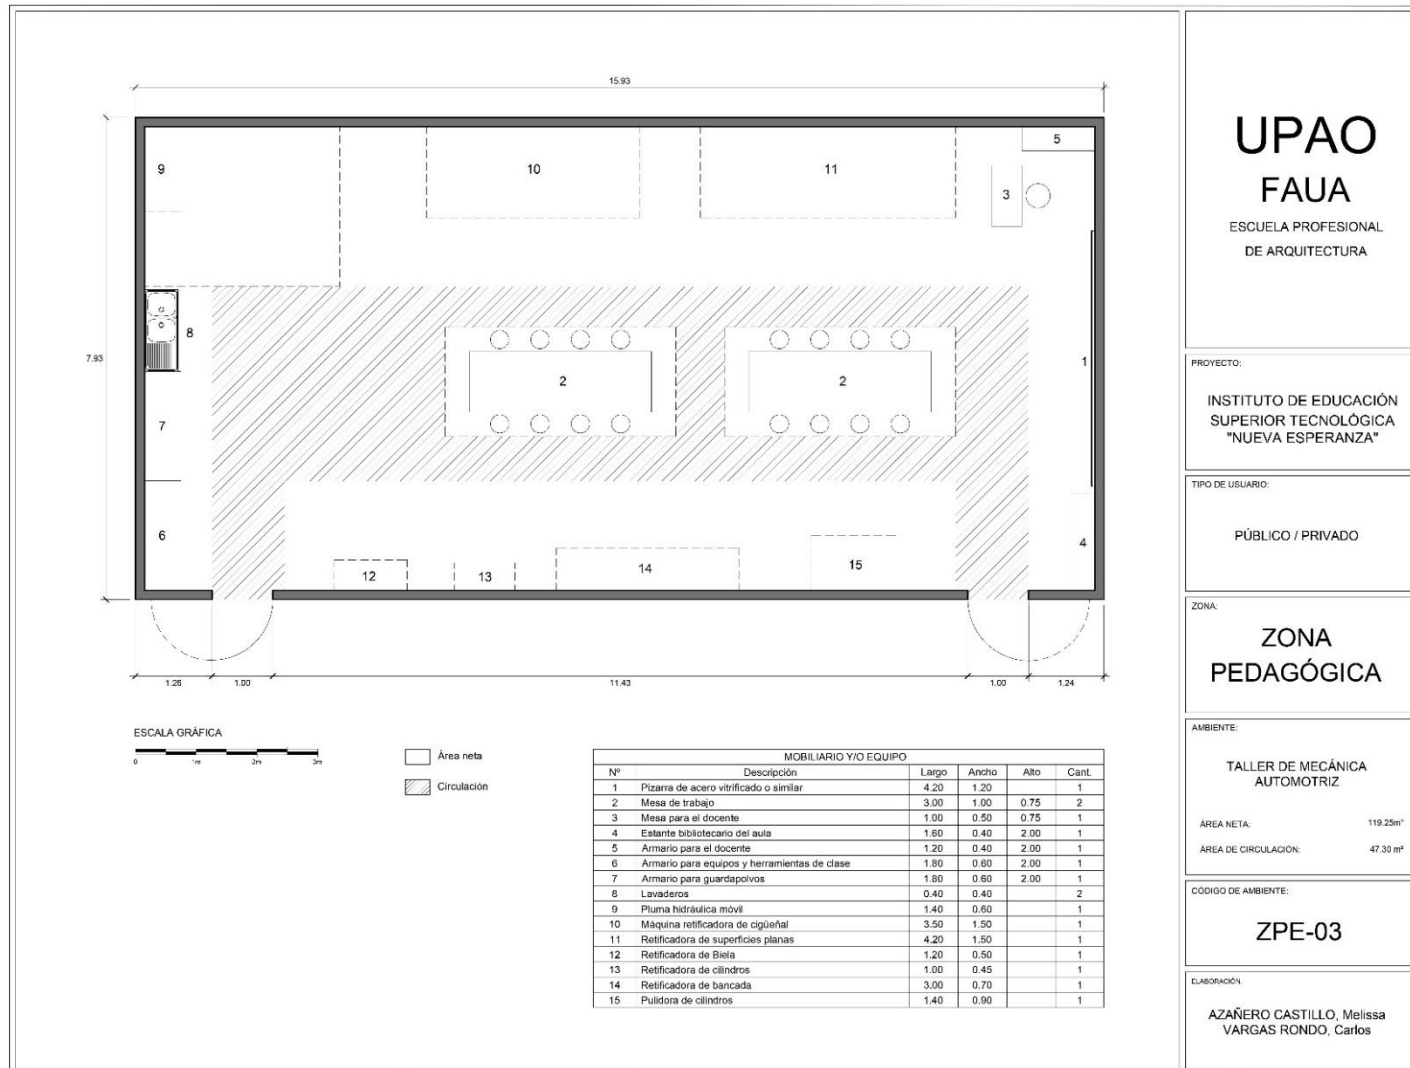 15.93
9
10
11
5
3
8
2
2
1
7.93
7
6
4
12
13
14
15
1.26
1.00
11.43
1.00
1.24
ESCALA GRÁFICA
0 1m 2m 3m
Área neta
Circulación
MOBILIARIO Y/O EQUIPO
Nº Descripción Largo Ancho Alto Cant.
1 Pizarra de acero vitrificado o similar 4.20 1.20 1
2 Mesa de trabajo 3.00 1.00 0.75 2
3 Mesa para el docente 1.00 0.50 0.75 1
4 Estante bibliotecario del aula 1.60 0.40 2.00 1
5 Armario para el docente 1.20 0.40 2.00 1
6 Armario para equipos y herramientas de clase 1.80 0.60 2.00 1
7 Armario para guardapolvos 1.80 0.60 2.00 1
8 Lavaderos 0.40 0.40 2
9 Pluma hidráulica móvil 1.40 0.60 1
10 Máquina retificadora de cigüeñal 3.50 1.50 1
11 Retificadora de superficies planas 4.20 1.50 1
12 Retificadora de Biela 1.20 0.50 1
13 Retificadora de cilindros 1.00 0.45 1
14 Retificadora de bancada 3.00 0.70 1
15 Pulidora de cilindros 1.40 0.90 1
UPAO
FAUA
ESCUELA PROFESIONAL
DE ARQUITECTURA
PROYECTO:
INSTITUTO DE EDUCACIÓN
SUPERIOR TECNOLÓGICA
"NUEVA ESPERANZA"
TIPO DE USUARIO:
PÚBLICO / PRIVADO
ZONA:
ZONA
PEDAGÓGICA
AMBIENTE:
TALLER DE MECÁNICA
AUTOMOTRIZ
ÁREA NETA: 119.25m²
ÁREA DE CIRCULACIÓN: 47.30 m²
CÓDIGO DE AMBIENTE:
ZPE-03
ELABORACIÓN:
AZAÑERO CASTILLO, Melissa
VARGAS RONDO, Carlos